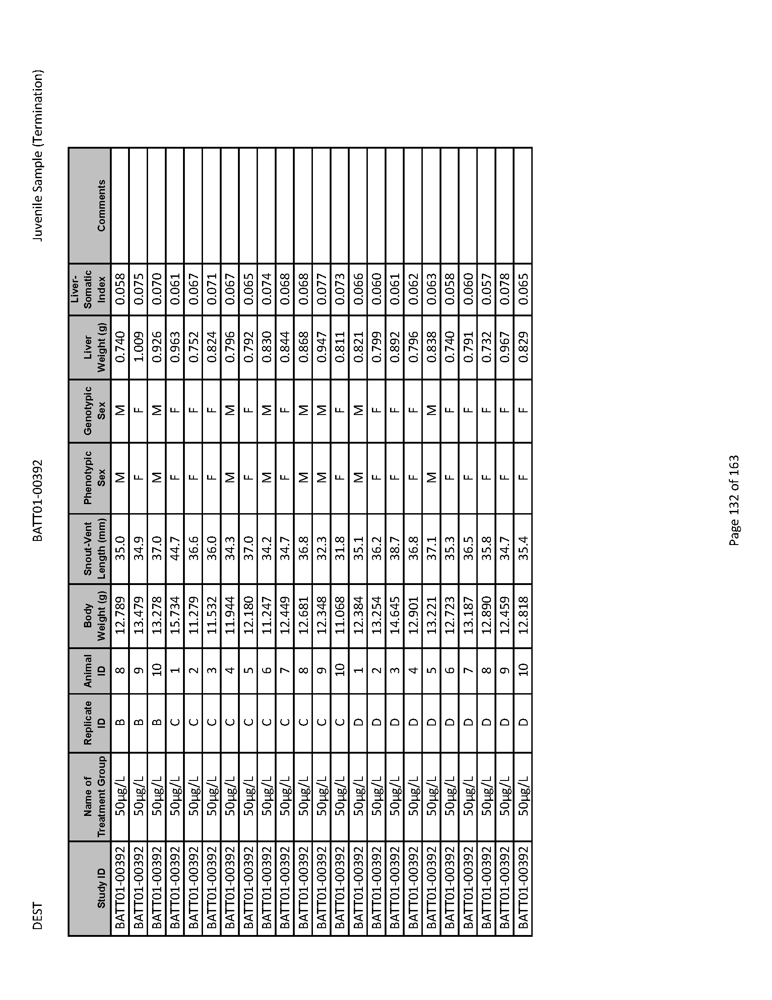 DEST BATT01-00392 Juvenile Sample (Termination)
Study ID Name of Treatment Group Replicate ID Animal ID Body Weight (g) Snout-Vent Length (mm) Phenotypic Sex Genotypic Sex Liver Weight (g) Liver-Somatic Index Comments
BATT01-00392 50µg/L B 8 12.789 35.0 M M 0.740 0.058
BATT01-00392 50µg/L B 9 13.479 34.9 F F 1.009 0.075
BATT01-00392 50µg/L B 10 13.278 37.0 M M 0.926 0.070
BATT01-00392 50µg/L C 1 15.734 44.7 F F 0.963 0.061
BATT01-00392 50µg/L C 2 11.279 36.6 F F 0.752 0.067
BATT01-00392 50µg/L C 3 11.532 36.0 F F 0.824 0.071
BATT01-00392 50µg/L C 4 11.944 34.3 M M 0.796 0.067
BATT01-00392 50µg/L C 5 12.180 37.0 F F 0.792 0.065
BATT01-00392 50µg/L C 6 11.247 34.2 M M 0.830 0.074
BATT01-00392 50µg/L C 7 12.449 34.7 F F 0.844 0.068
BATT01-00392 50µg/L C 8 12.681 36.8 M M 0.868 0.068
BATT01-00392 50µg/L C 9 12.348 32.3 M M 0.947 0.077
BATT01-00392 50µg/L C 10 11.068 31.8 F F 0.811 0.073
BATT01-00392 50µg/L D 1 12.384 35.1 M M 0.821 0.066
BATT01-00392 50µg/L D 2 13.254 36.2 F F 0.799 0.060
BATT01-00392 50µg/L D 3 14.645 38.7 F F 0.892 0.061
BATT01-00392 50µg/L D 4 12.901 36.8 F F 0.796 0.062
BATT01-00392 50µg/L D 5 13.221 37.1 M M 0.838 0.063
BATT01-00392 50µg/L D 6 12.723 35.3 F F 0.740 0.058
BATT01-00392 50µg/L D 7 13.187 36.5 F F 0.791 0.060
BATT01-00392 50µg/L D 8 12.890 35.8 F F 0.732 0.057
BATT01-00392 50µg/L D 9 12.459 34.7 F F 0.967 0.078
BATT01-00392 50µg/L D 10 12.818 35.4 F F 0.829 0.065
Page 132 of 163